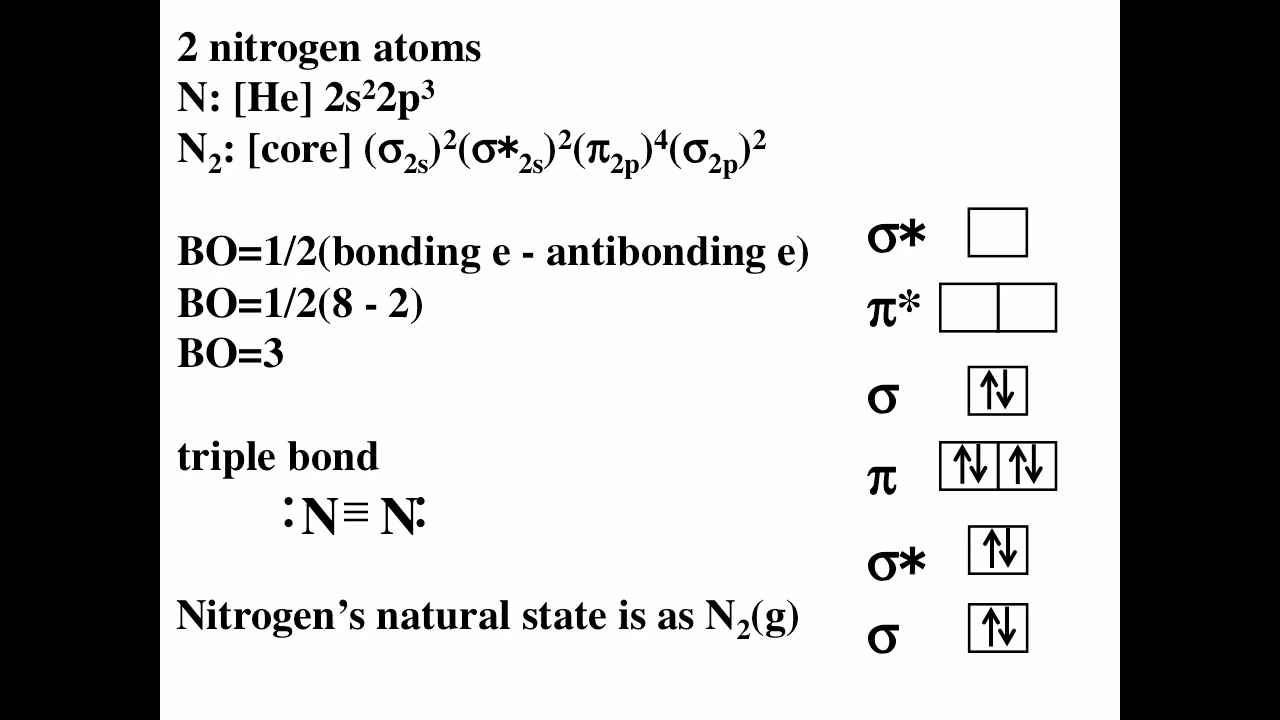 2 nitrogen atoms
N: [He] 2s²2p³
N₂: [core] (σ₂ₛ)²(σ*₂ₛ)²(π₂ₚ)⁴(σ₂ₚ)²
BO=1/2(bonding e - antibonding e)
BO=1/2(8 - 2)
BO=3
triple bond
:N≡N:
Nitrogen’s natural state is as N₂(g)
σ*
π*
σ ↑↓
π ↑↓ ↑↓
σ* ↑↓
σ ↑↓